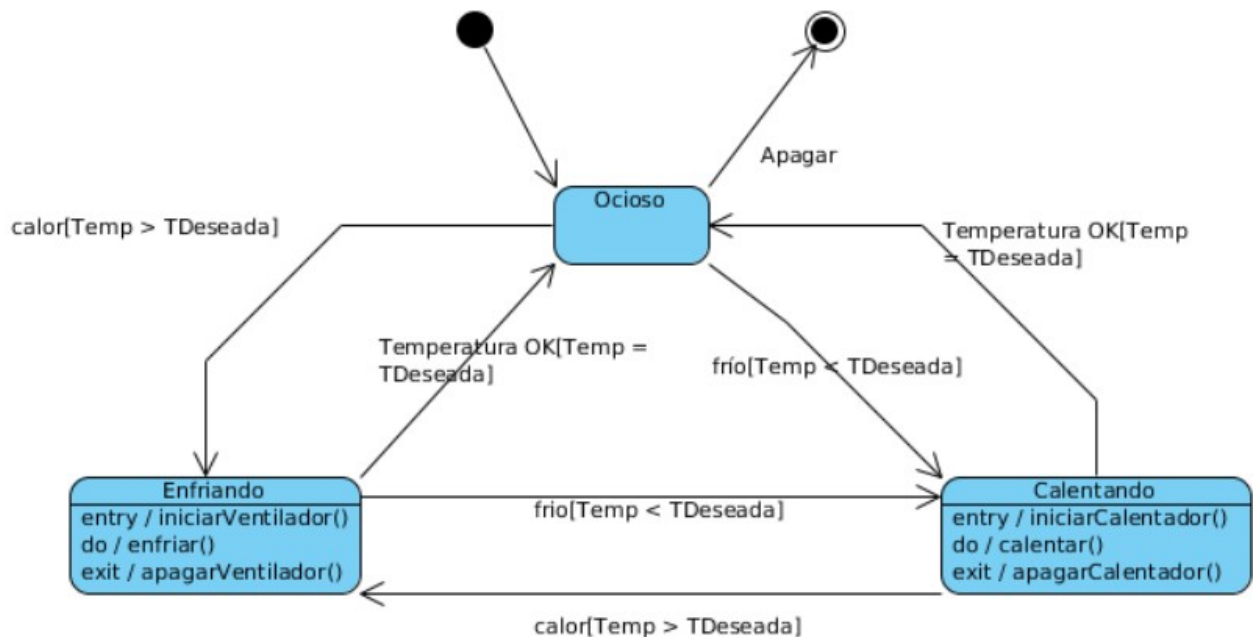 Apagar
Ocioso
calor[Temp > TDeseada]
Temperatura OK[Temp
= TDeseada]
Temperatura OK[Temp =
TDeseada]
frío[Temp < TDeseada]
Enfriando
entry / iniciarVentilador()
do / enfriar()
exit / apagarVentilador()
frio[Temp < TDeseada]
Calentando
entry / iniciarCalentador()
do / calentar()
exit / apagarCalentador()
calor[Temp > TDeseada]